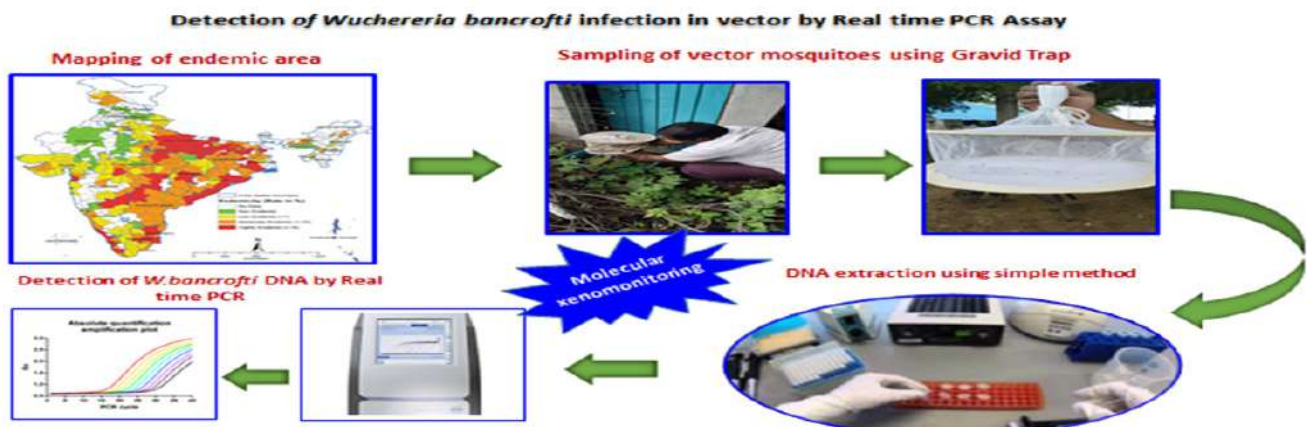 Detection of Wuchereria bancrofti infection in vector by Real time PCR Assay
Mapping of endemic area
Sampling of vector mosquitoes using Gravid Trap
Molecular
xenomonitoring
DNA extraction using simple method
Detection of W.bancrofti DNA by Real
time PCR
Absolute quantification
amplification plot
PCR cycle